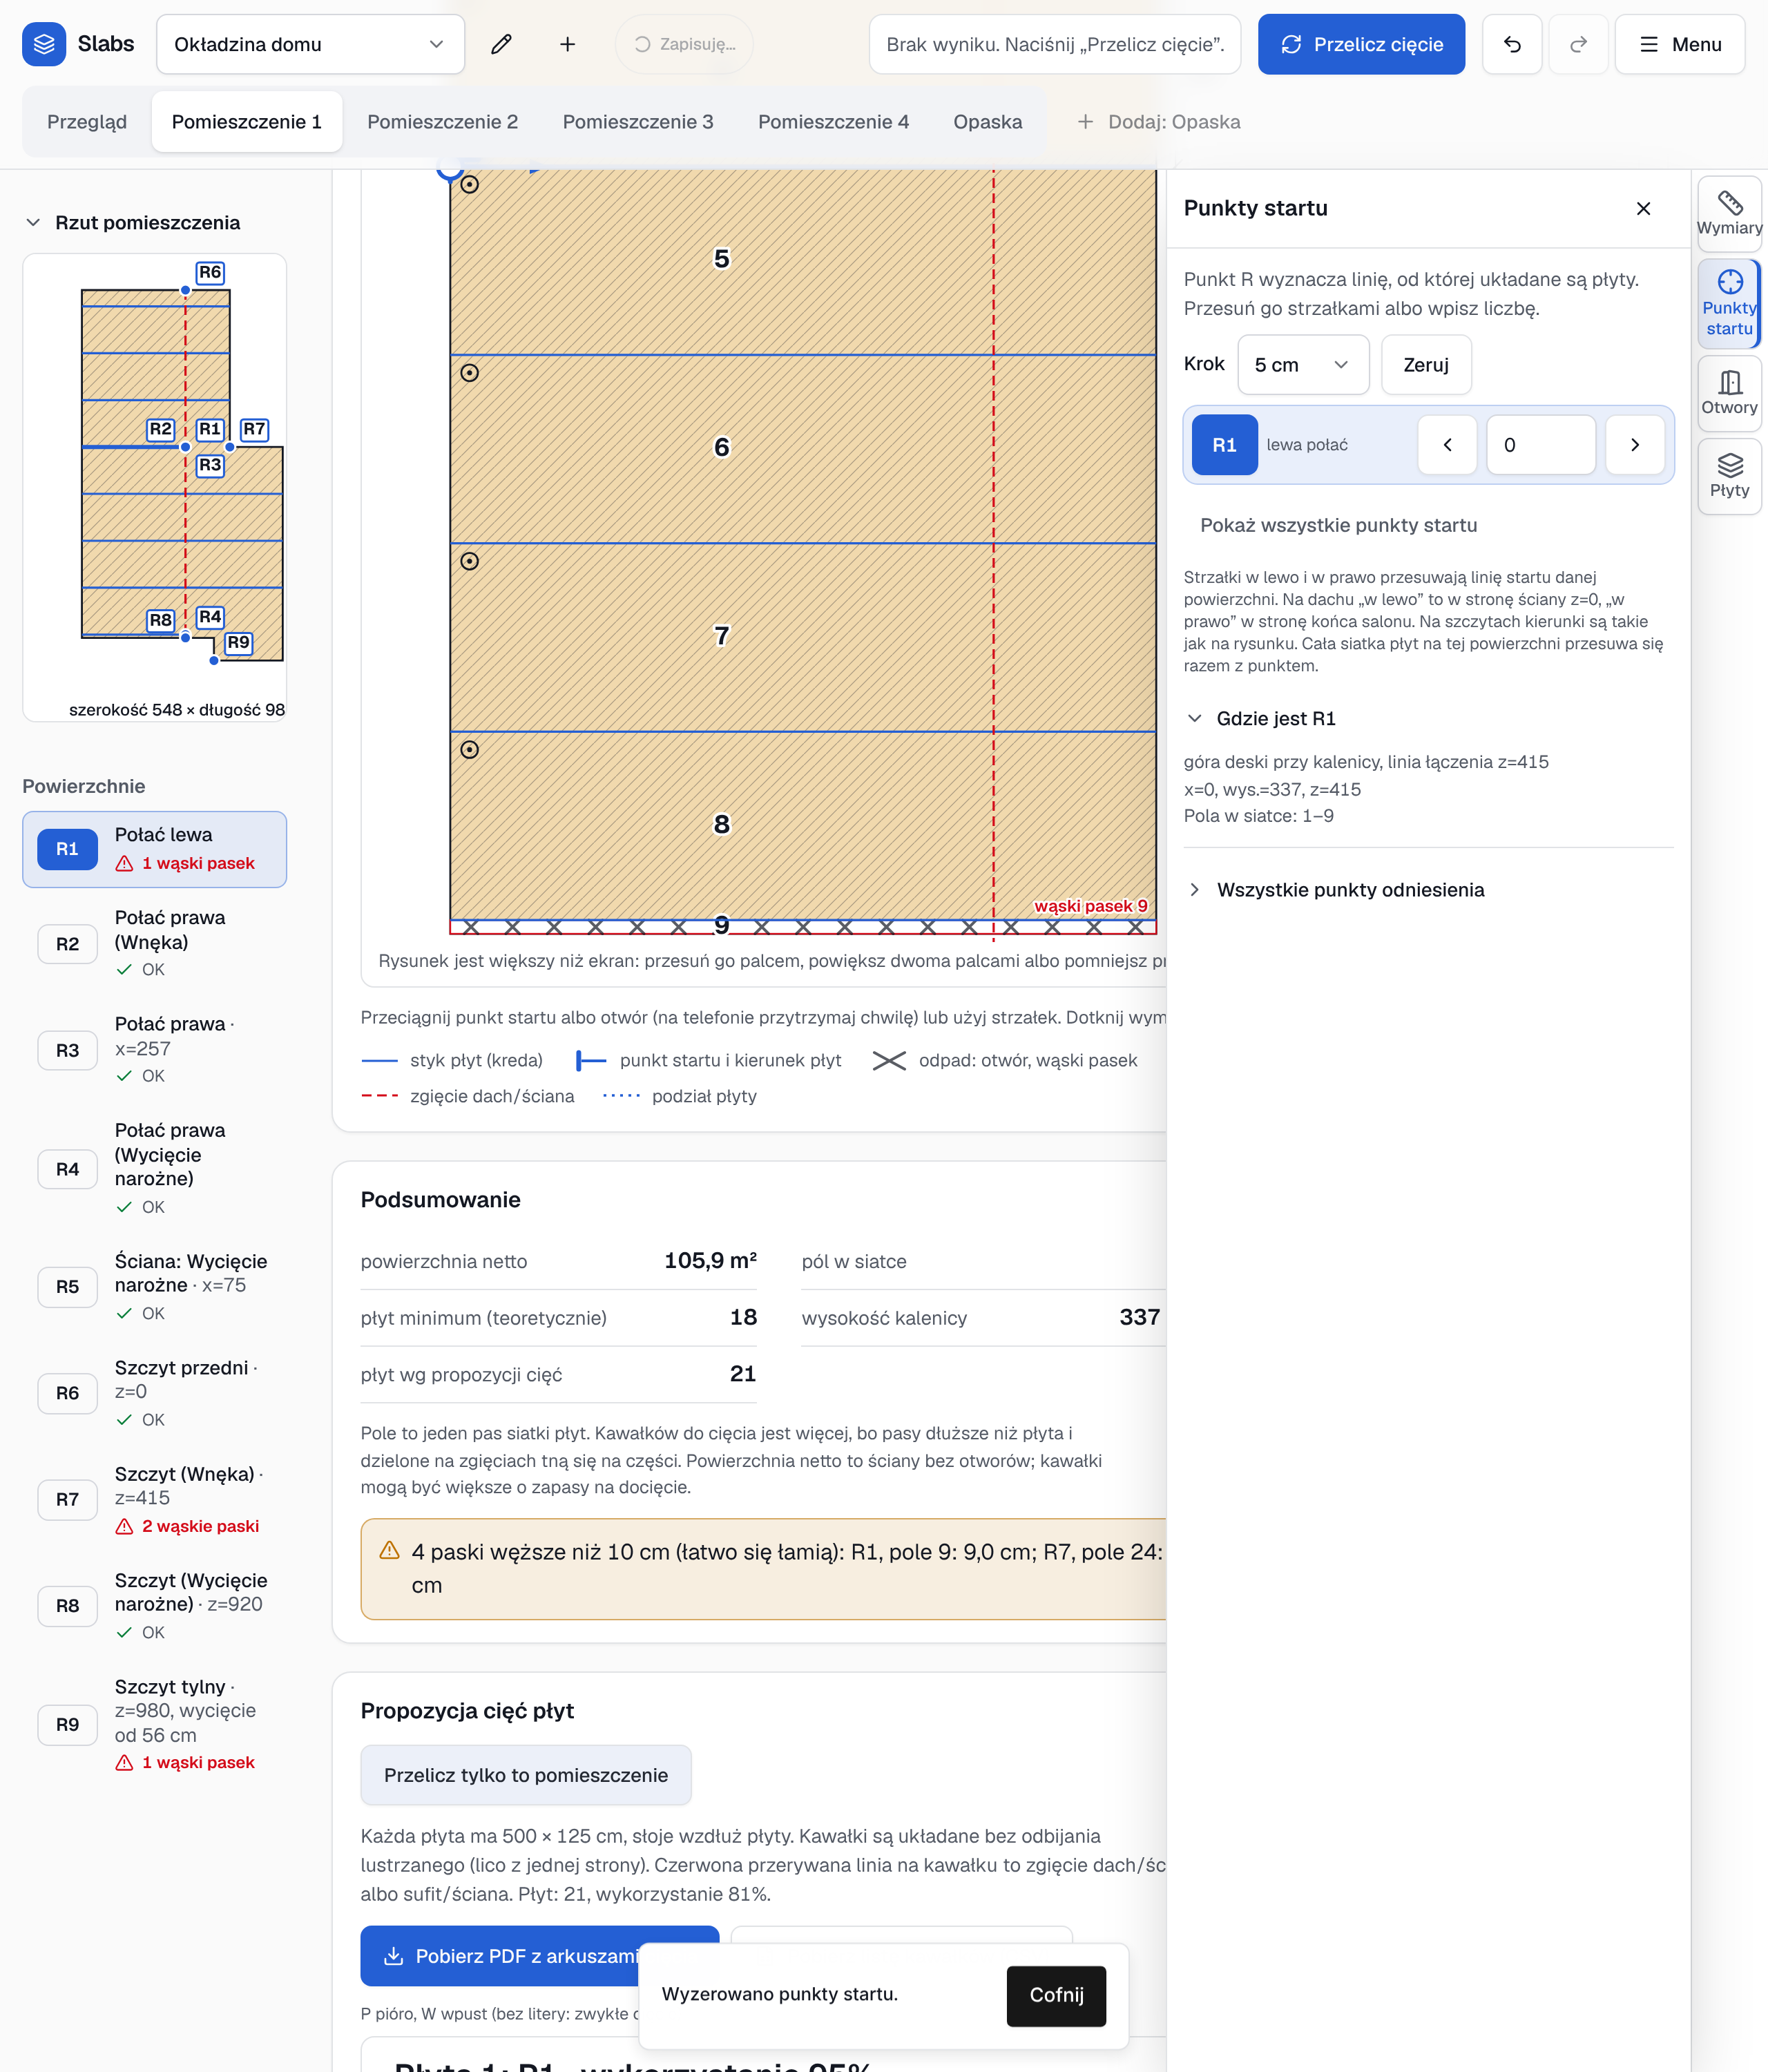 Slabs
Okładzina domu
Zapisuję...
Brak wyniku. Naciśnij „Przelicz cięcie”.
Przelicz cięcie
Menu
Przegląd
Pomieszczenie 1
Pomieszczenie 2
Pomieszczenie 3
Pomieszczenie 4
Opaska
Dodaj: Opaska
Rzut pomieszczenia
R6
R2
R1
R7
R3
R8
R4
R9
szerokość 548 × długość 98
Powierzchnie
R1
Połać lewa
1 wąski pasek
R2
Połać prawa
(Wnęka)
OK
R3
Połać prawa ·
x=257
OK
R4
Połać prawa
(Wycięcie
narożne)
OK
R5
Ściana: Wycięcie
narożne · x=75
OK
R6
Szczyt przedni ·
z=0
OK
R7
Szczyt (Wnęka) ·
z=415
2 wąskie paski
R8
Szczyt (Wycięcie
narożne) · z=920
OK
R9
Szczyt tylny ·
z=980, wycięcie
od 56 cm
1 wąski pasek
5
6
7
8
wąski pasek 9
9
Rysunek jest większy niż ekran: przesuń go palcem, powiększ dwoma palcami albo pomniejsz
Przeciągnij punkt startu albo otwór (na telefonie przytrzymaj chwilę) lub użyj strzałek. Dotknij
styk płyt (kreda)
punkt startu i kierunek płyt
odpad: otwór, wąski pasek
zgięcie dach/ściana
podział płyty
Podsumowanie
powierzchnia netto
105,9 m²
pól w siatce
płyt minimum (teoretycznie)
18
wysokość kalenicy
337
płyt wg propozycji cięć
21
Pole to jeden pas siatki płyt. Kawałków do cięcia jest więcej, bo pasy dłuższe niż płyta i
dzielone na zgięciach tną się na części. Powierzchnia netto to ściany bez otworów; kawałki
mogą być większe o zapasy na docięcie.
4 paski węższe niż 10 cm (łatwo się łamią): R1, pole 9: 9,0 cm; R7, pole 24:
cm
Propozycja cięć płyt
Przelicz tylko to pomieszczenie
Każda płyta ma 500 × 125 cm, słoje wzdłuż płyty. Kawałki są układane bez odbijania
lustrzanego (lico z jednej strony). Czerwona przerywana linia na kawałku to zgięcie dach/śc
albo sufit/ściana. Płyt: 21, wykorzystanie 81%.
Pobierz PDF z arkuszami
P pióro, W wpust (bez litery: zwykłe
Płyta 1: R1 · wykorzystanie 95%
Wyzerowano punkty startu.
Cofnij
Punkty startu
Punkt R wyznacza linię, od której układane są płyty.
Przesuń go strzałkami albo wpisz liczbę.
Krok
5 cm
Zeruj
R1
lewa połać
0
Pokaż wszystkie punkty startu
Strzałki w lewo i w prawo przesuwają linię startu danej
powierzchni. Na dachu „w lewo” to w stronę ściany z=0, „w
prawo” w stronę końca salonu. Na szczytach kierunki są takie
jak na rysunku. Cała siatka płyt na tej powierzchni przesuwa się
razem z punktem.
Gdzie jest R1
góra deski przy kalenicy, linia łączenia z=415
x=0, wys.=337, z=415
Pola w siatce: 1–9
Wszystkie punkty odniesienia
Wymiary
Punkty
startu
Otwory
Płyty